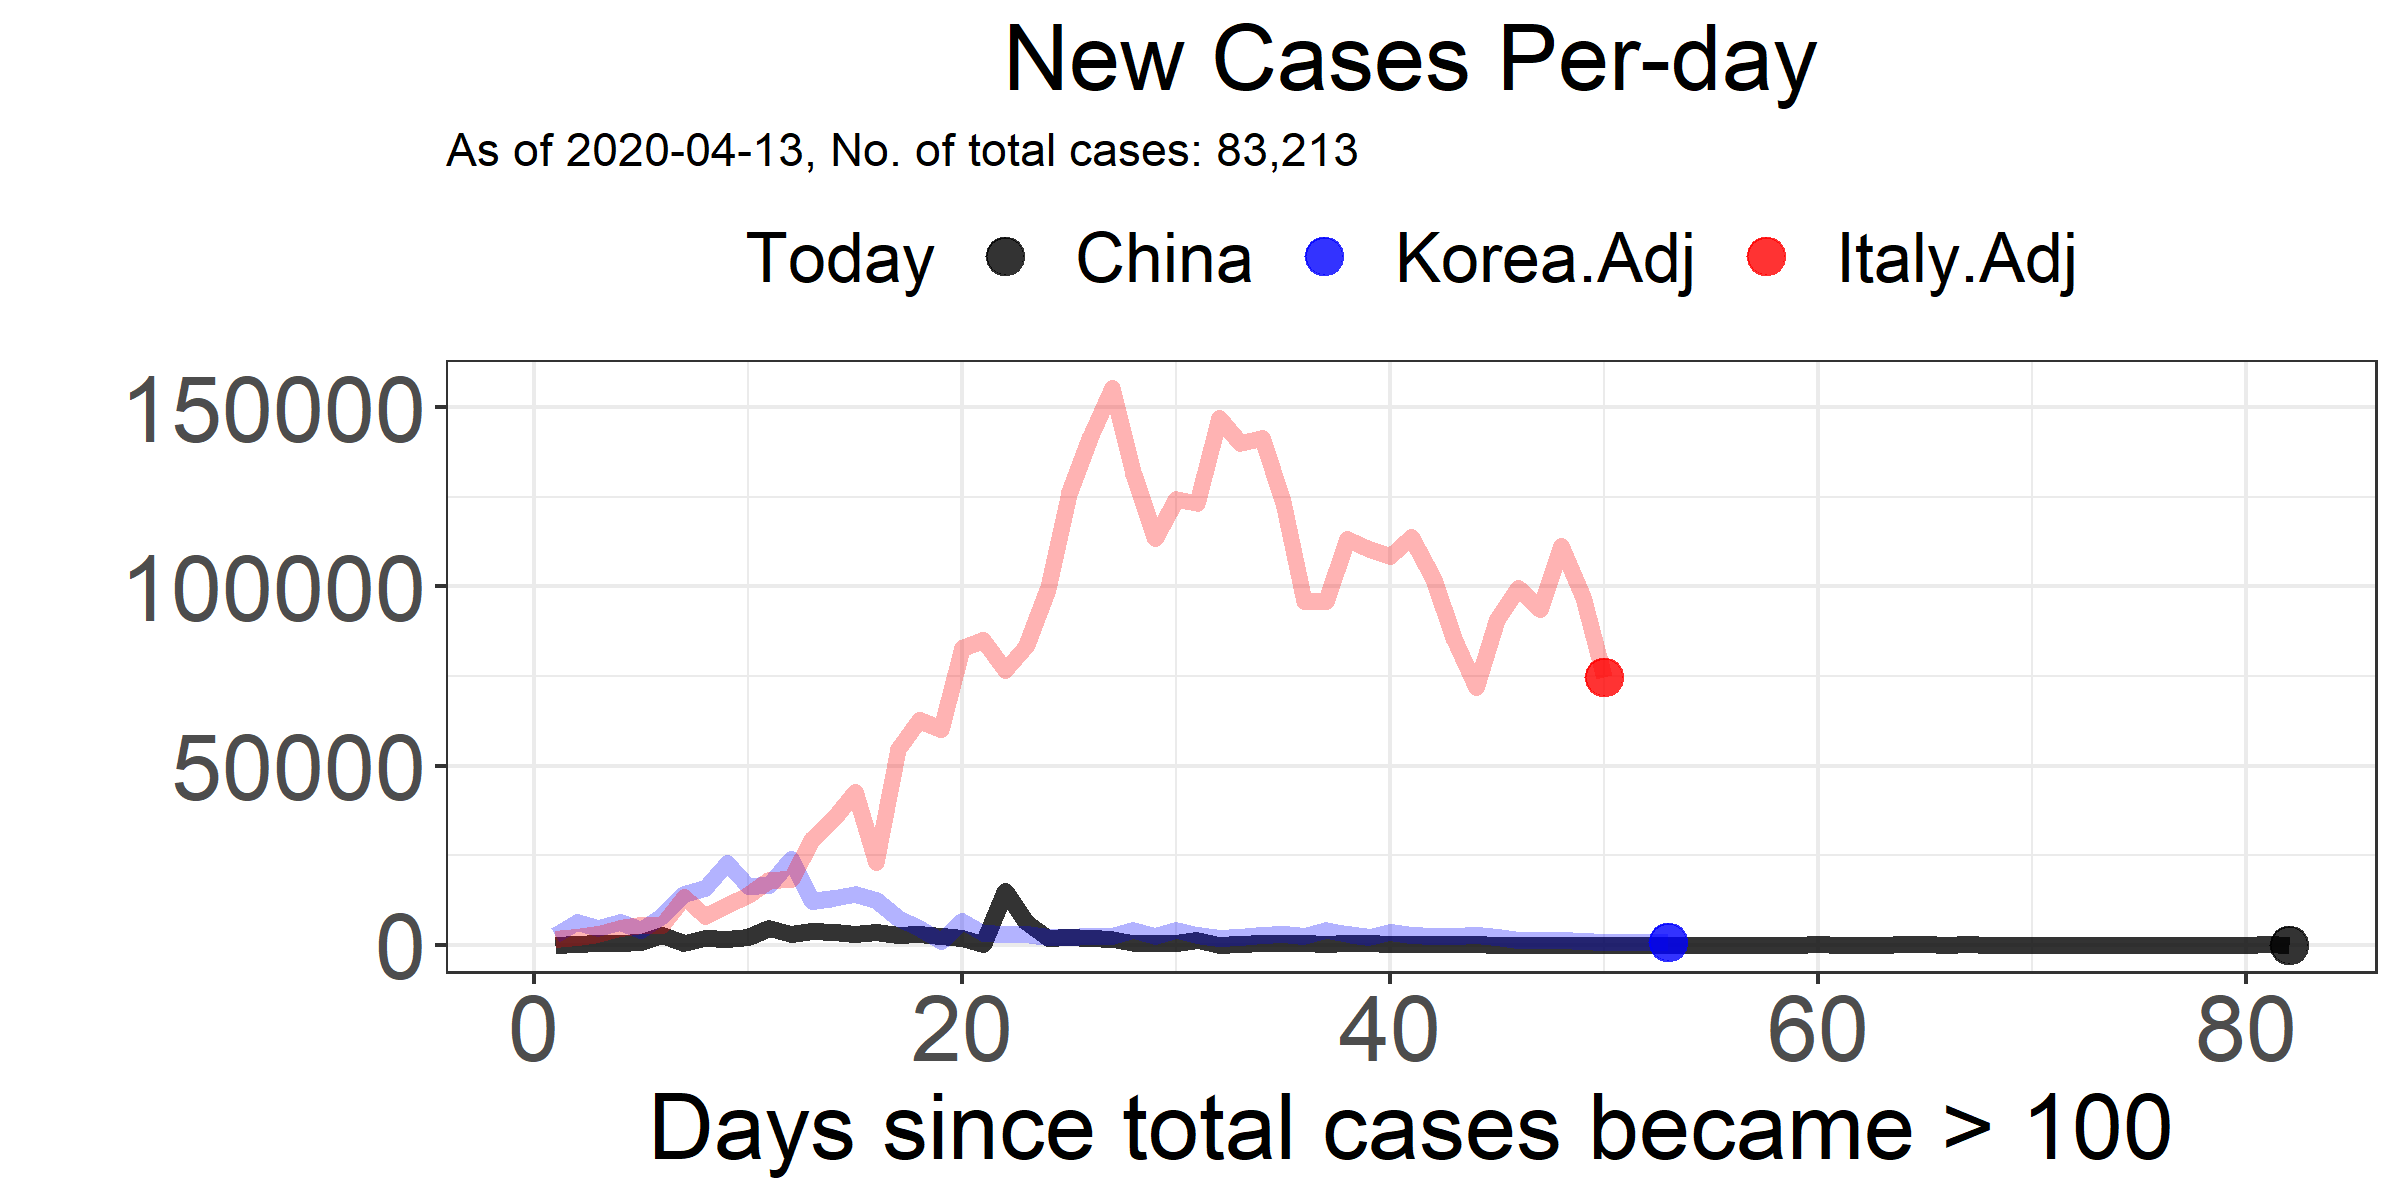 New Cases Per-day
As of 2020-04-13, No. of total cases: 83,213
Today China Korea.Adj Italy.Adj
150000
100000
50000
0
0 20 40 60 80
Days since total cases became > 100